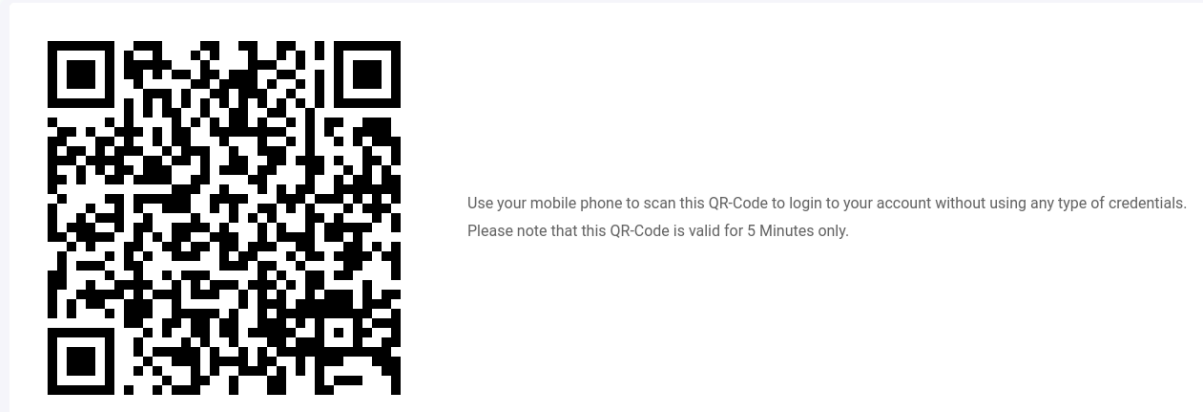 Use your mobile phone to scan this QR-Code to login to your account without using any type of credentials.
Please note that this QR-Code is valid for 5 Minutes only.